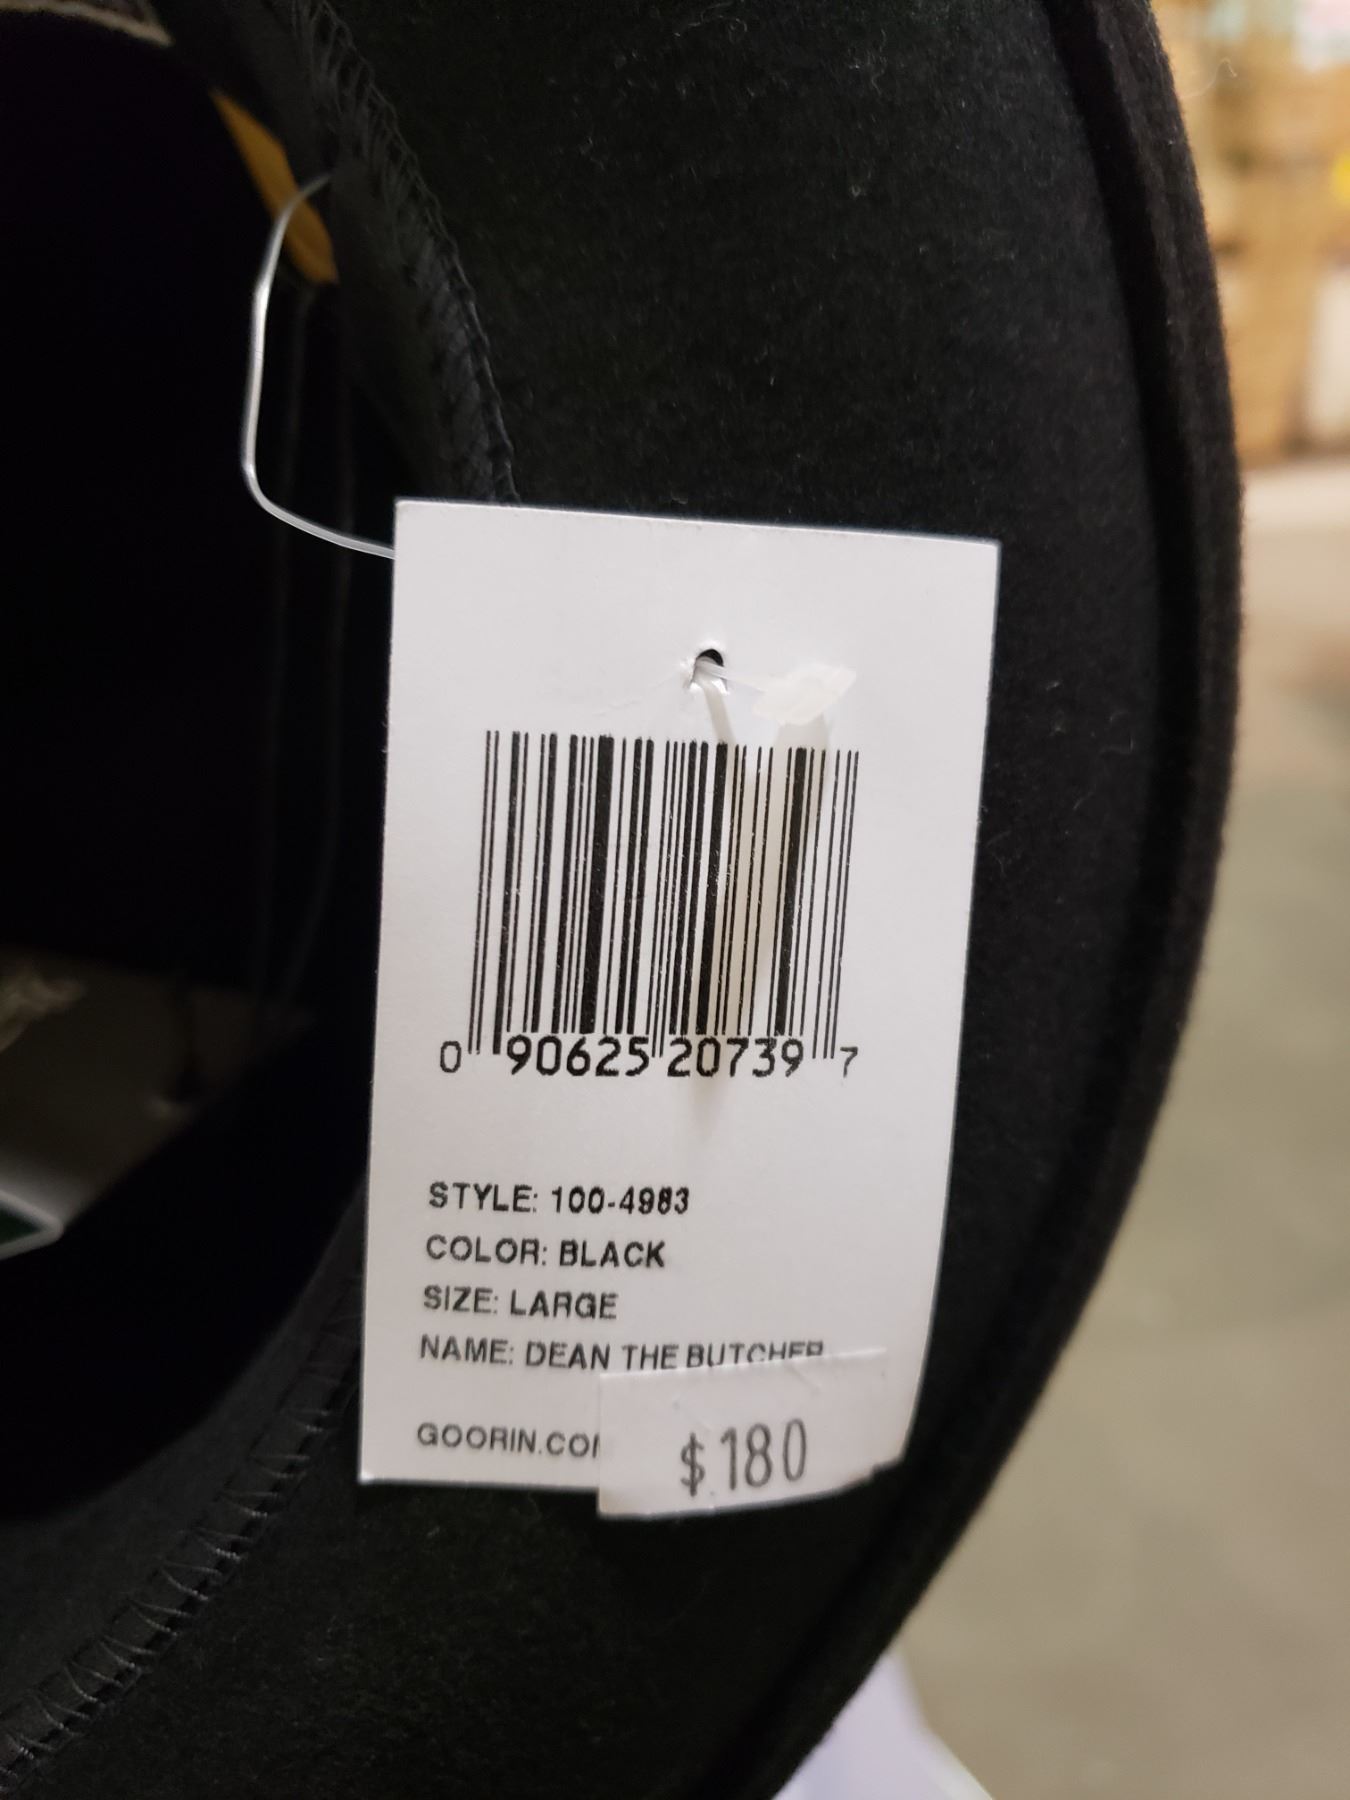 0 90625 20739 7
STYLE: 100-4983
COLOR: BLACK
SIZE: LARGE
NAME: DEAN THE BUTCHER
GOORIN.CO
$180